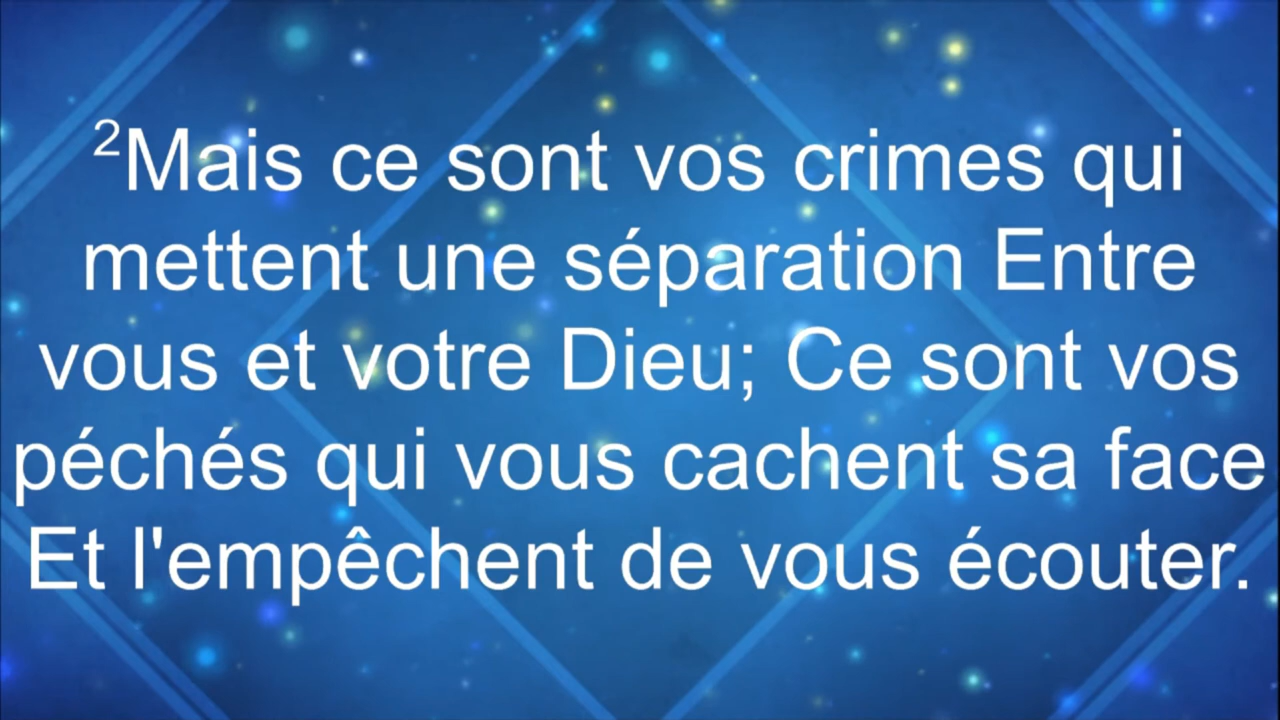 ²Mais ce sont vos crimes qui
mettent une séparation Entre
vous et votre Dieu; Ce sont vos
péchés qui vous cachent sa face
Et l'empêchent de vous écouter.